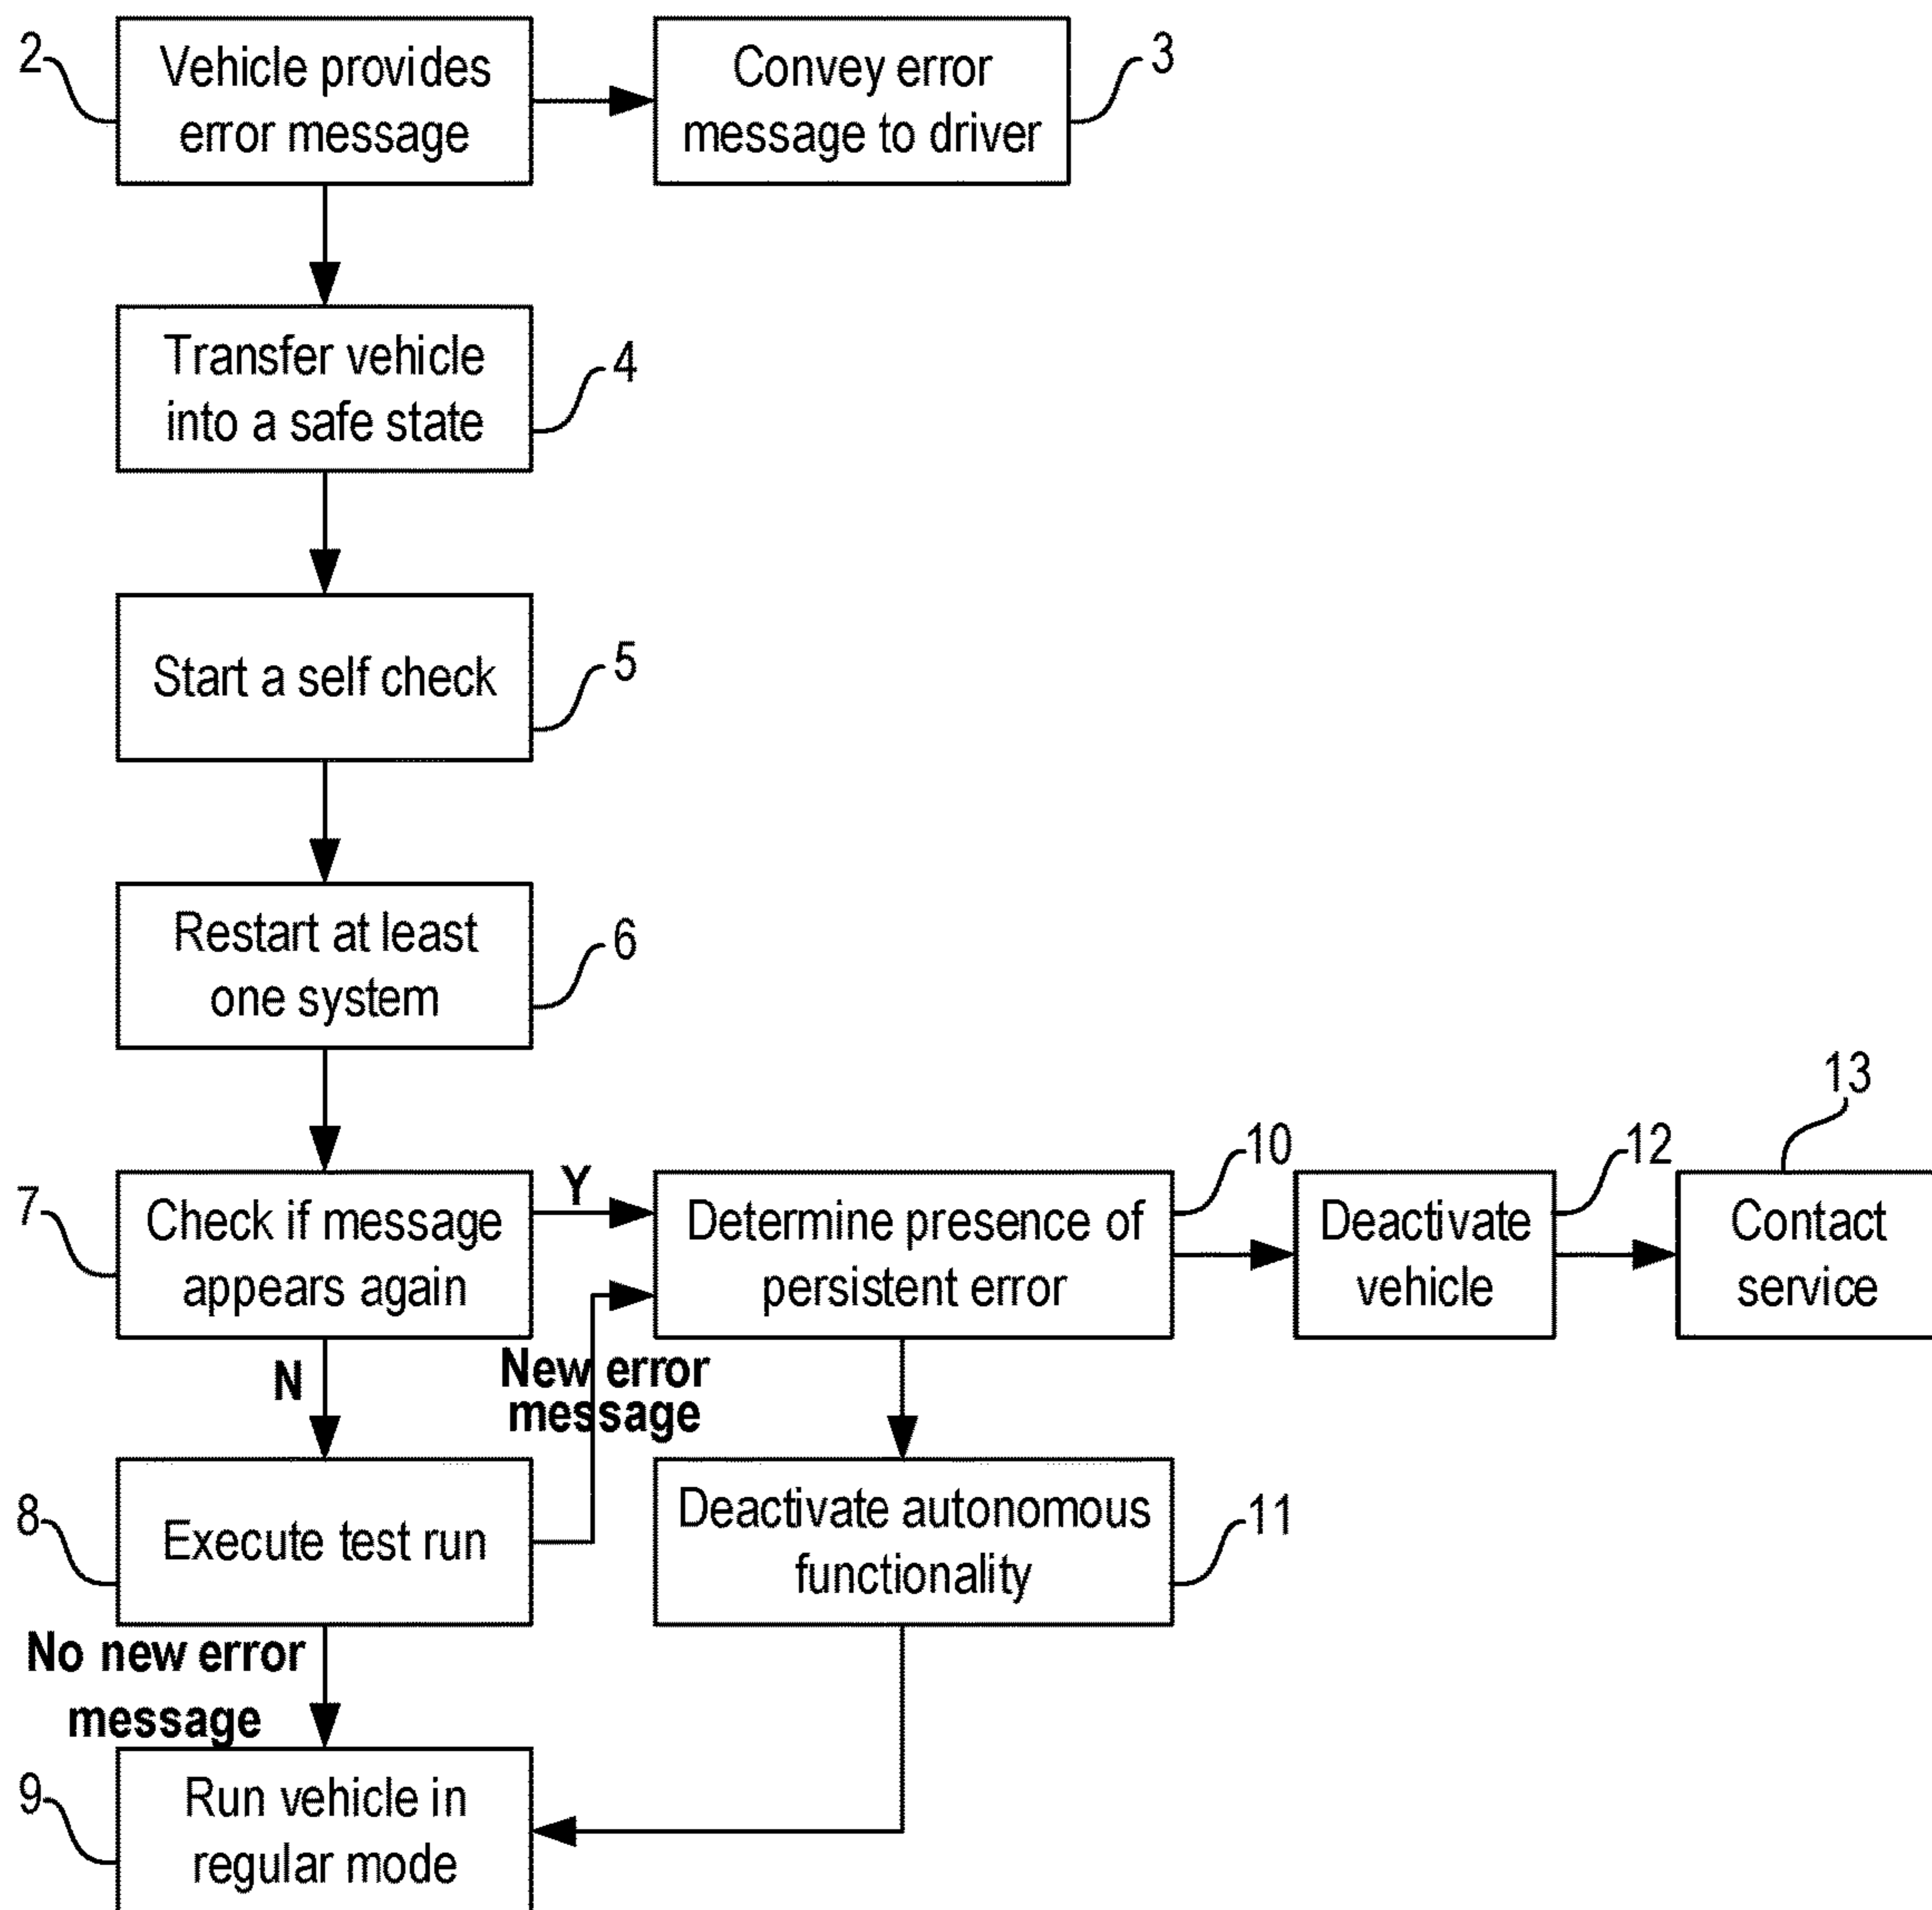 2
Vehicle provides
error message
Convey error
message to driver
3
Transfer vehicle
into a safe state
4
Start a self check
5
Restart at least
one system
6
7
Check if message
appears again
Y
Determine presence of
persistent error
10
Deactivate
vehicle
12
Contact
service
13
N
New error
message
8
Execute test run
Deactivate autonomous
functionality
11
No new error
message
9
Run vehicle in
regular mode